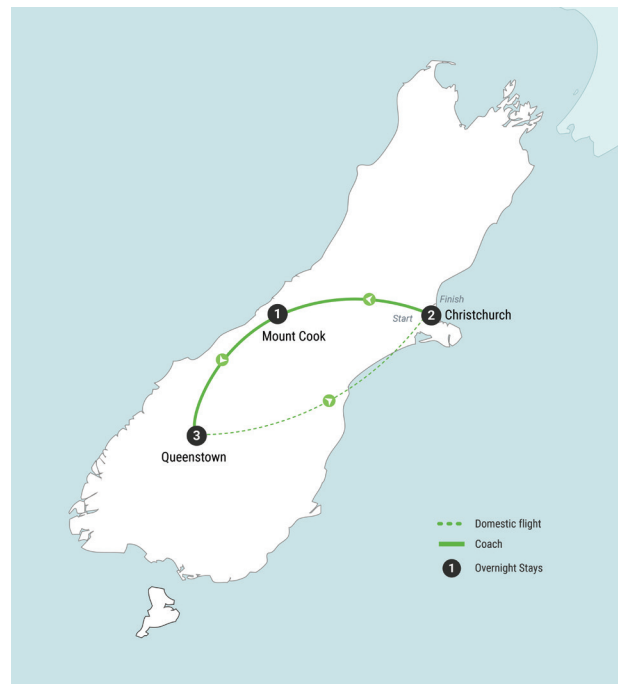 Finish
Start
2
Christchurch
1
Mount Cook
3
Queenstown
Domestic flight
Coach
1
Overnight Stays